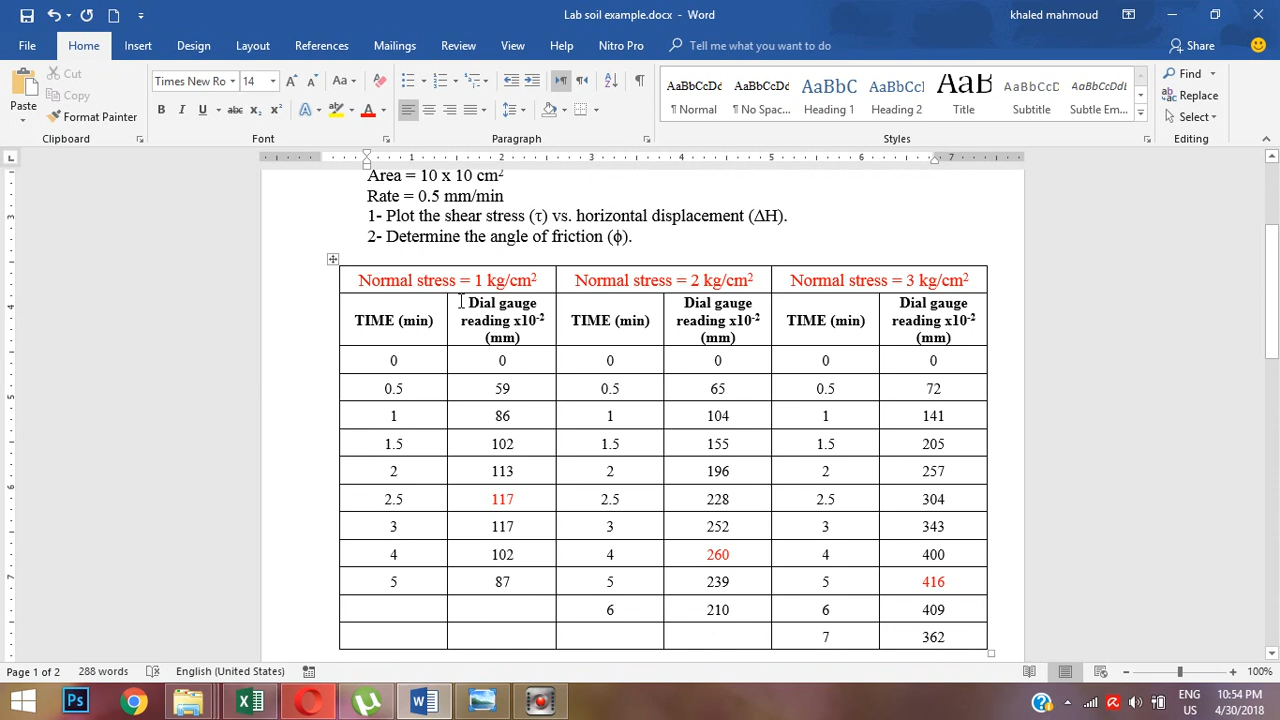 Lab soil example.docx - Word
khaled mahmoud
File Home Insert Design Layout References Mailings Review View Help Nitro Pro Tell me what you want to do Share
Paste
Cut
Copy
Format Painter
Clipboard
Times New Ro 14
Font
Paragraph
AaBbCcDd AaBbCcDd AaBbC AaBbCcl AaB AaBbCcD AaBbCcDd
¶ Normal ¶ No Spac... Heading 1 Heading 2 Title Subtitle Subtle Em...
Styles
Find
Replace
Select
Editing
1 2 3 4 5 6 7
Area = 10 x 10 cm²
Rate = 0.5 mm/min
1- Plot the shear stress (τ) vs. horizontal displacement (ΔH).
2- Determine the angle of friction (ϕ).
Normal stress = 1 kg/cm² Normal stress = 2 kg/cm² Normal stress = 3 kg/cm²
TIME (min) Dial gauge reading x10⁻² (mm) TIME (min) Dial gauge reading x10⁻² (mm) TIME (min) Dial gauge reading x10⁻² (mm)
0 0 0 0 0 0
0.5 59 0.5 65 0.5 72
1 86 1 104 1 141
1.5 102 1.5 155 1.5 205
2 113 2 196 2 257
2.5 117 2.5 228 2.5 304
3 117 3 252 3 343
4 102 4 260 4 400
5 87 5 239 5 416
6 210 6 409
7 362
Page 1 of 2 288 words English (United States) 100%
ENG
US
10:54 PM
4/30/2018